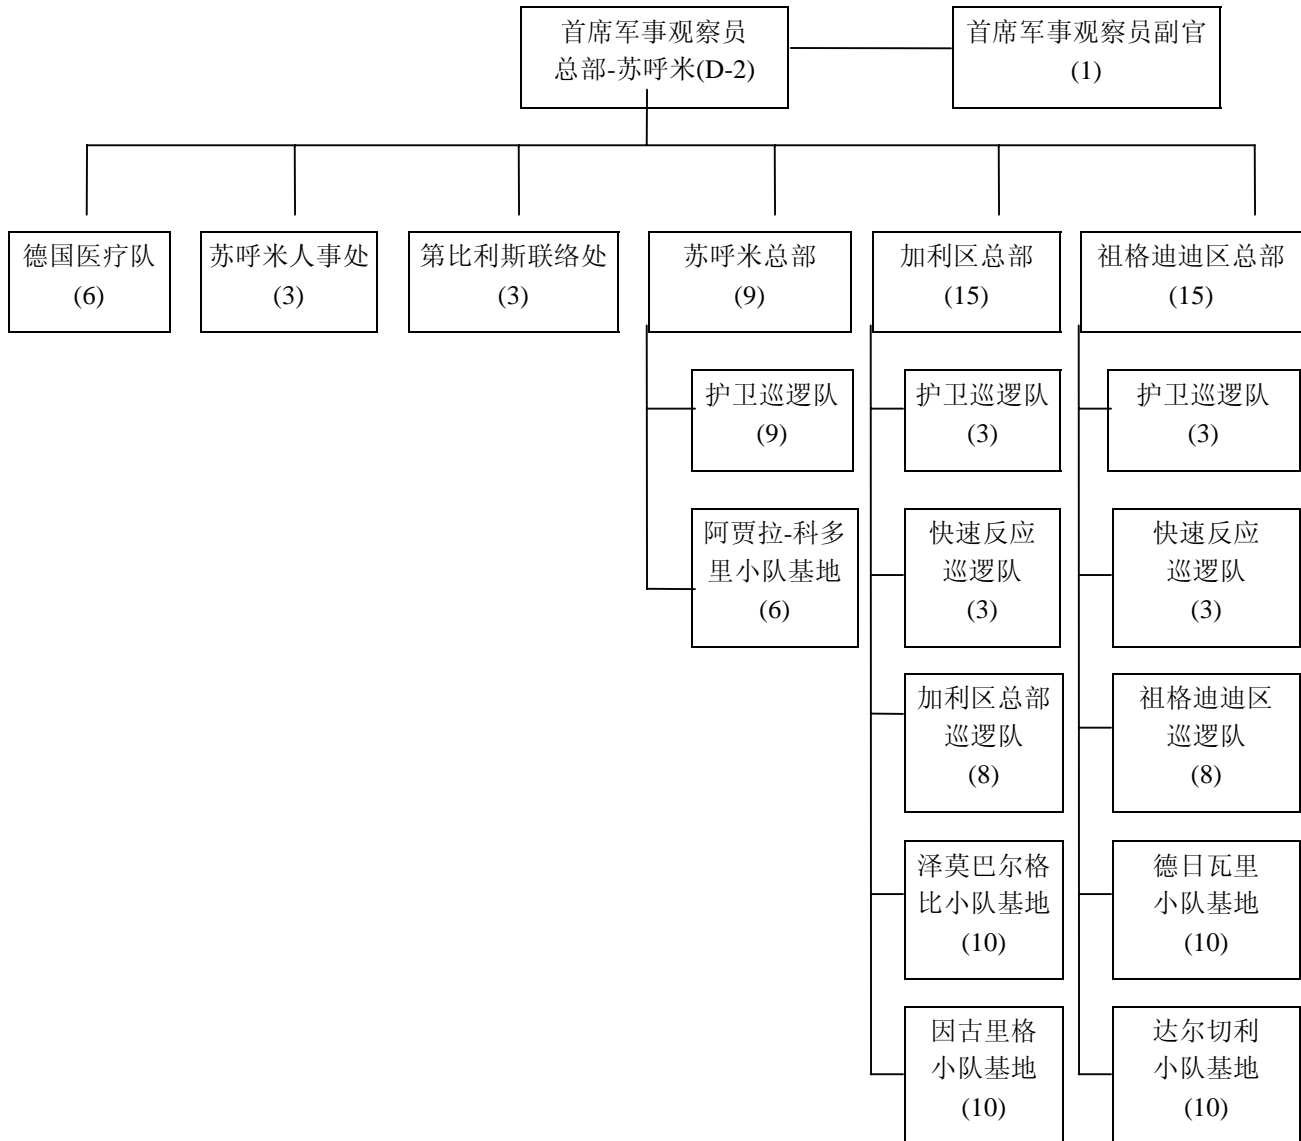 首席军事观察员
总部-苏呼米(D-2)
首席军事观察员副官
(1)
德国医疗队
(6)
苏呼米人事处
(3)
第比利斯联络处
(3)
苏呼米总部
(9)
加利区总部
(15)
祖格迪迪区总部
(15)
护卫巡逻队
(9)
护卫巡逻队
(3)
护卫巡逻队
(3)
阿贾拉-科多
里小队基地
(6)
快速反应
巡逻队
(3)
快速反应
巡逻队
(3)
加利区总部
巡逻队
(8)
祖格迪迪区
巡逻队
(8)
泽莫巴尔格
比小队基地
(10)
德日瓦里
小队基地
(10)
因古里格
小队基地
(10)
达尔切利
小队基地
(10)